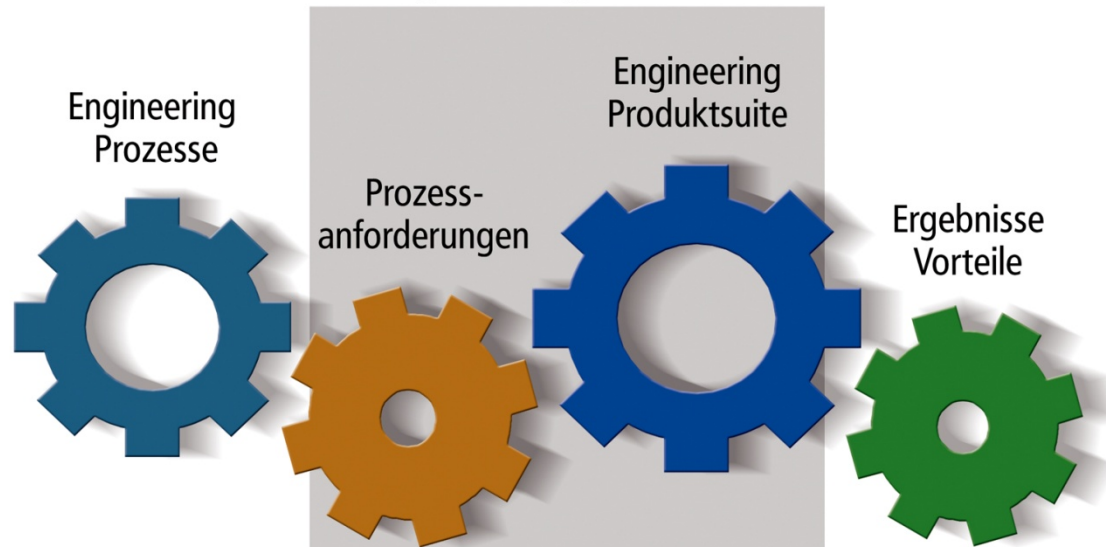 Engineering
Prozesse
Prozess-
anforderungen
Engineering
Produktsuite
Ergebnisse
Vorteile